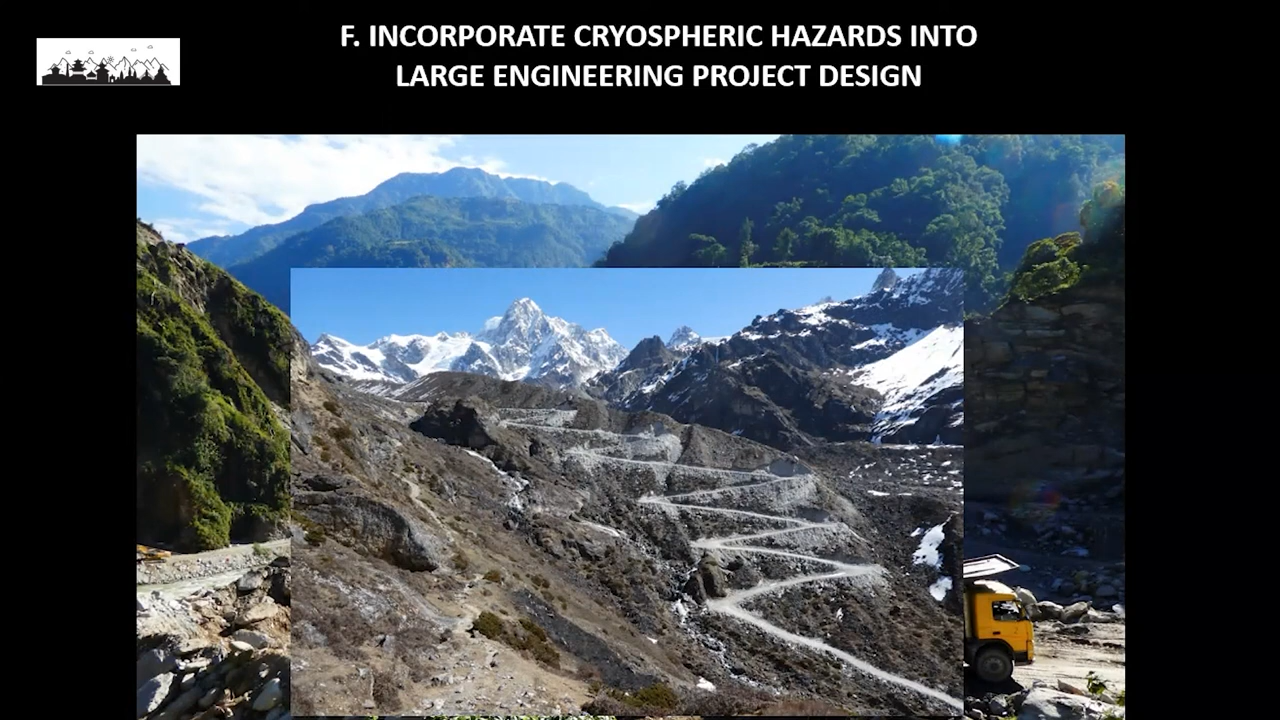 F. INCORPORATE CRYOSPHERIC HAZARDS INTO
LARGE ENGINEERING PROJECT DESIGN